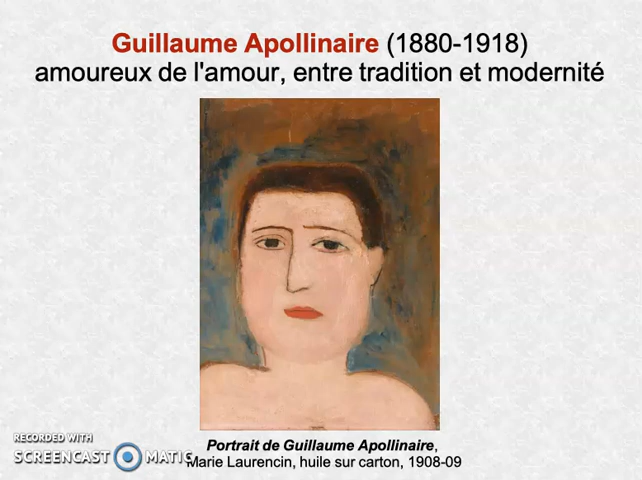 Guillaume Apollinaire (1880-1918)
amoureux de l'amour, entre tradition et modernité
Portrait de Guillaume Apollinaire,
Marie Laurencin, huile sur carton, 1908-09
RECORDED WITH
SCREENCAST MATIC